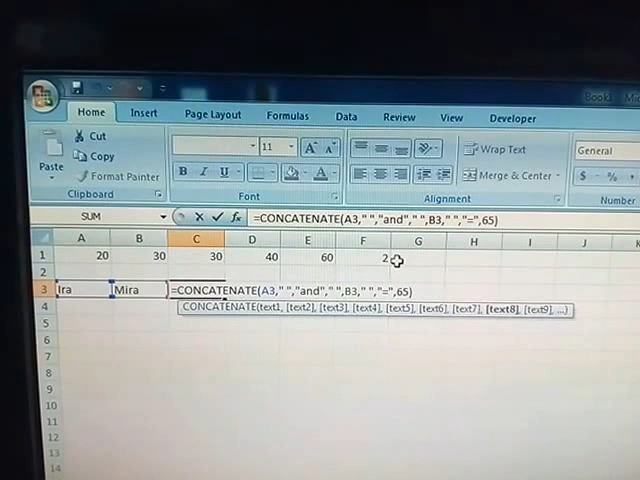 Book1
Home Insert Page Layout Formulas Data Review View Developer
Cut
Copy
Format Painter
Paste
Clipboard
11 A A
B I U A
Font
Wrap Text
Merge & Center
Alignment
General
$ % ,
Number
SUM fx =CONCATENATE(A3," ","and"," ",B3," ","=",65)
A B C D E F G H I J K
1 20 30 30 40 60 2
2
3 Ira Mira =CONCATENATE(A3," ","and"," ",B3," ","=",65)
4 CONCATENATE(text1, [text2], [text3], [text4], [text5], [text6], [text7], [text8], [text9], ...)
5
6
7
8
9
10
11
12
13
14